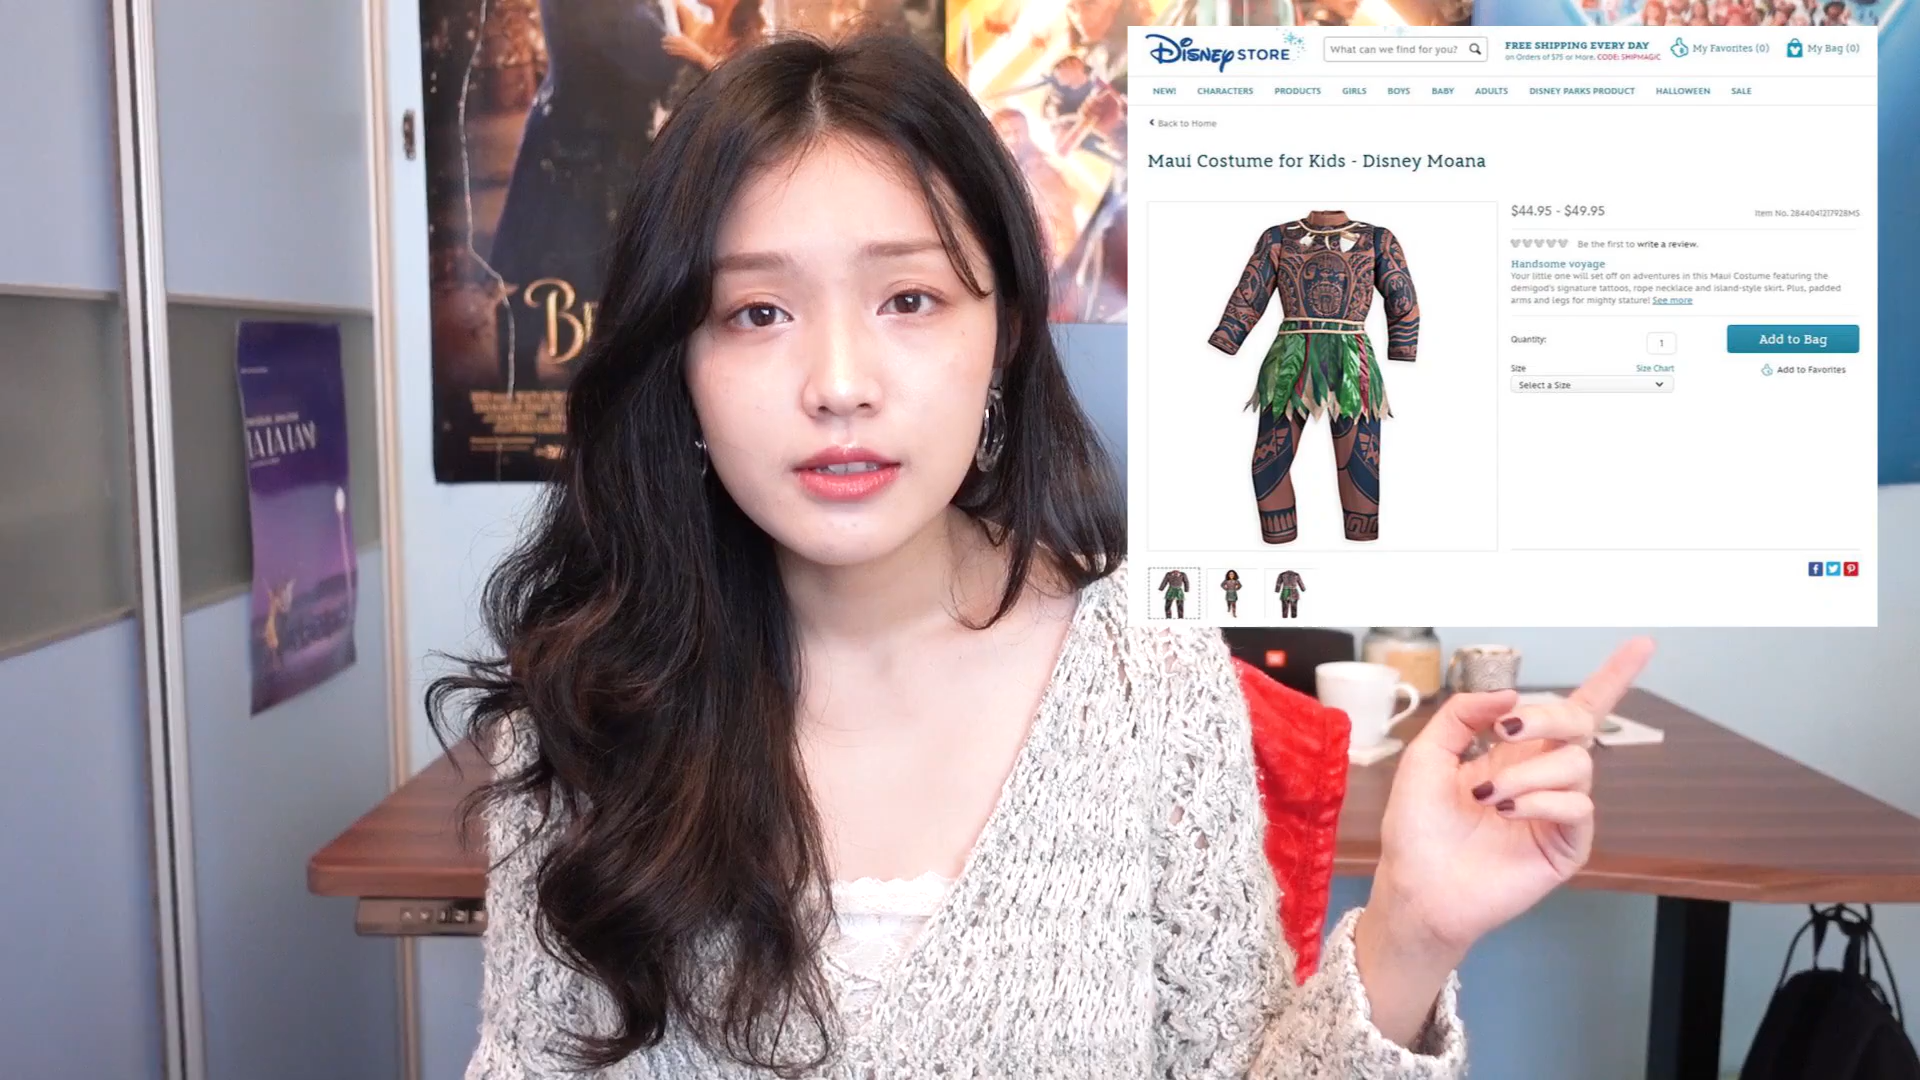 DISNEY STORE
What can we find for you?
FREE SHIPPING EVERY DAY
on Orders of $75 or More. CODE: SHIPMAGIC
My Favorites (0)
My Bag (0)
NEW!
CHARACTERS
PRODUCTS
GIRLS
BOYS
BABY
ADULTS
DISNEY PARKS PRODUCT
HALLOWEEN
SALE
Back to Home
Maui Costume for Kids - Disney Moana
$44.95 - $49.95
Item No. 2844041217928MS
Be the first to write a review.
Handsome voyage
Your little one will set off on adventures in this Maui Costume featuring the
demigod's signature tattoos, rope necklace and island-style skirt. Plus, padded
arms and legs for mighty stature! See more
Quantity:
1
Add to Bag
Size
Size Chart
Select a Size
Add to Favorites
LA LA LAND
JBL